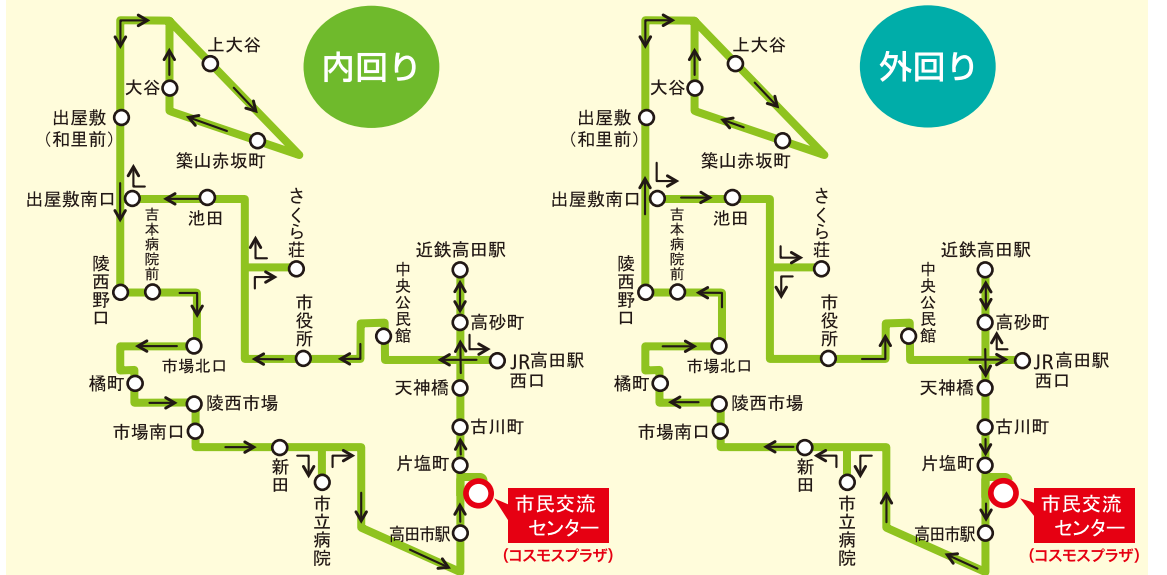 内回り
上大谷
大谷
出屋敷
（和里前）
築山赤坂町
出屋敷南口
池田
吉本病院前
さくら荘
陵西野口
近鉄高田駅
中央公民館
市役所
高砂町
市場北口
JR高田駅
西口
橘町
天神橋
陵西市場
市場南口
古川町
新田
片塩町
市立病院
市民交流
センター
高田市駅
(コスモスプラザ)
外回り
上大谷
大谷
出屋敷
（和里前）
築山赤坂町
出屋敷南口
池田
吉本病院前
さくら荘
陵西野口
近鉄高田駅
中央公民館
市役所
高砂町
市場北口
JR高田駅
西口
橘町
天神橋
陵西市場
市場南口
古川町
新田
片塩町
市立病院
市民交流
センター
高田市駅
(コスモスプラザ)